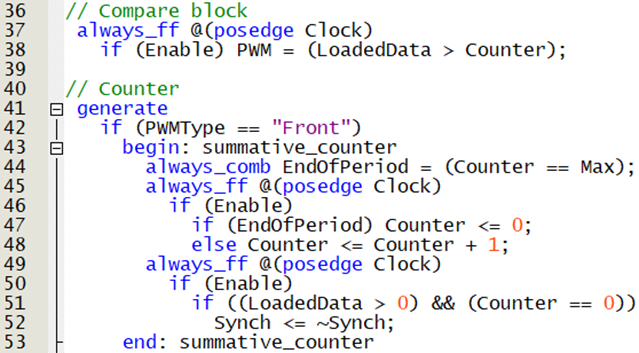 36 // Compare block
37 always_ff @(posedge Clock)
38 if (Enable) PWM = (LoadedData > Counter);
39
40 // Counter
41 generate
42 if (PWMType == "Front")
43 begin: summative_counter
44 always_comb EndOfPeriod = (Counter == Max);
45 always_ff @(posedge Clock)
46 if (Enable)
47 if (EndOfPeriod) Counter <= 0;
48 else Counter <= Counter + 1;
49 always_ff @(posedge Clock)
50 if (Enable)
51 if ((LoadedData > 0) && (Counter == 0))
52 Synch <= ~Synch;
53 end: summative_counter